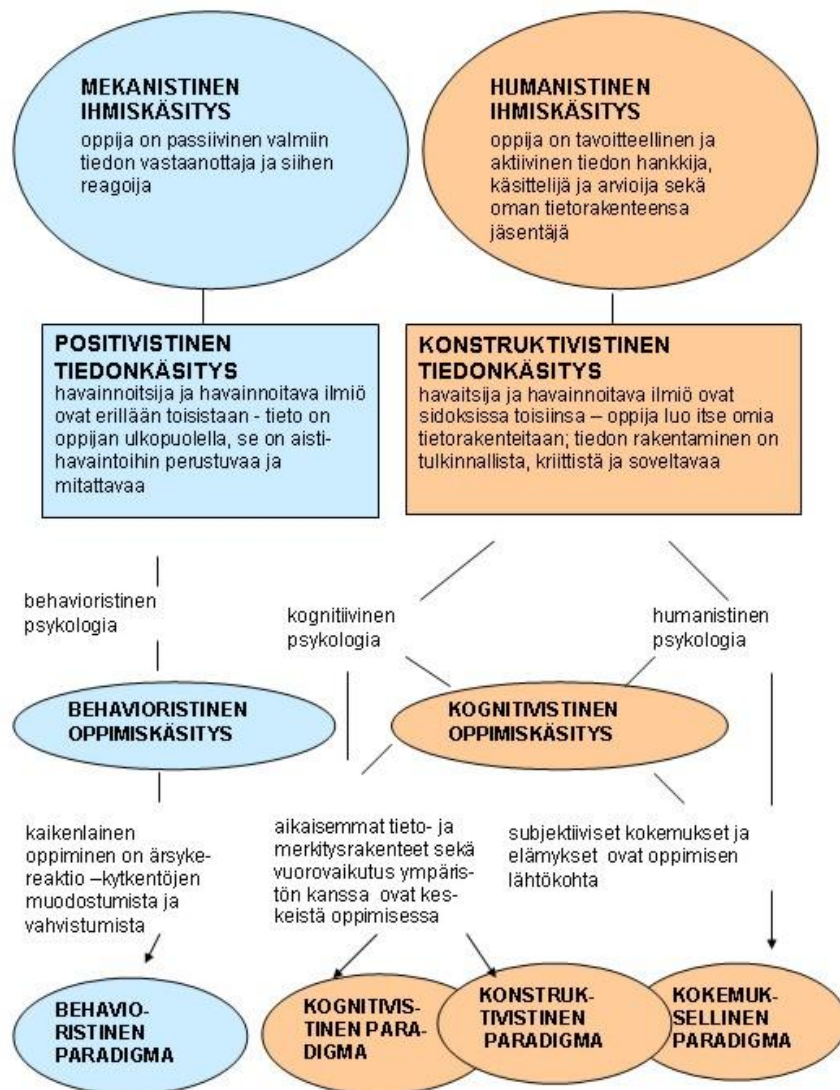 MEKANISTINEN
IHMISKÄSITYS
oppija on passiivinen valmiin
tiedon vastaanottaja ja siihen
reagoija
HUMANISTINEN
IHMISKÄSITYS
oppija on tavoitteellinen ja
aktiivinen tiedon hankkija,
käsittelijä ja arvioija sekä
oman tietorakenteensa
jäsentäjä
POSITIVISTINEN
TIEDONKÄSITYS
havainnoitsija ja havainnoitava ilmiö
ovat erillään toisistaan - tieto on
oppijan ulkopuolella, se on aisti-
havaintoihin perustuvaa ja
mitattavaa
KONSTRUKTIVISTINEN
TIEDONKÄSITYS
havaitsija ja havainnoitava ilmiö ovat
sidoksissa toisiinsa – oppija luo itse omia
tietorakenteitaan; tiedon rakentaminen on
tulkinnallista, kriittistä ja soveltavaa
behavioristinen
psykologia
kognitiivinen
psykologia
humanistinen
psykologia
BEHAVIORISTINEN
OPPIMISKÄSITYS
KOGNITIVISTINEN
OPPIMISKÄSITYS
kaikenlainen
oppiminen on ärsyke-
reaktio –kytkentöjen
muodostumista ja
vahvistumista
aikaisemmat tieto- ja
merkitysrakenteet sekä
vuorovaikutus ympäris-
tön kanssa ovat kes-
keistä oppimisessa
subjektiiviset kokemukset ja
elämykset ovat oppimisen
lähtökohta
BEHAVIO-
RISTINEN
PARADIGMA
KOGNITIVIS-
TINEN PARA-
DIGMA
KONSTRUK-
TIVISTINEN
PARADIGMA
KOKEMUK-
SELLINEN
PARADIGMA